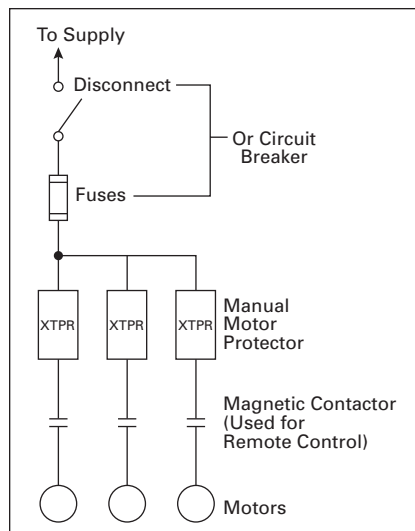 To Supply
Disconnect
Or Circuit
Breaker
Fuses
XTPR XTPR XTPR
Manual
Motor
Protector
Magnetic Contactor
(Used for
Remote Control)
Motors